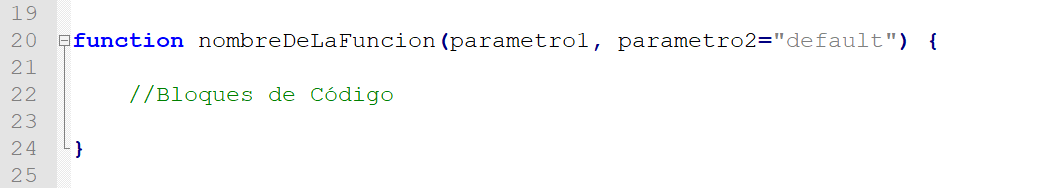 19
20 function nombreDeLaFuncion(parametro1, parametro2="default") {
21
22 //Bloques de Código
23
24 }
25